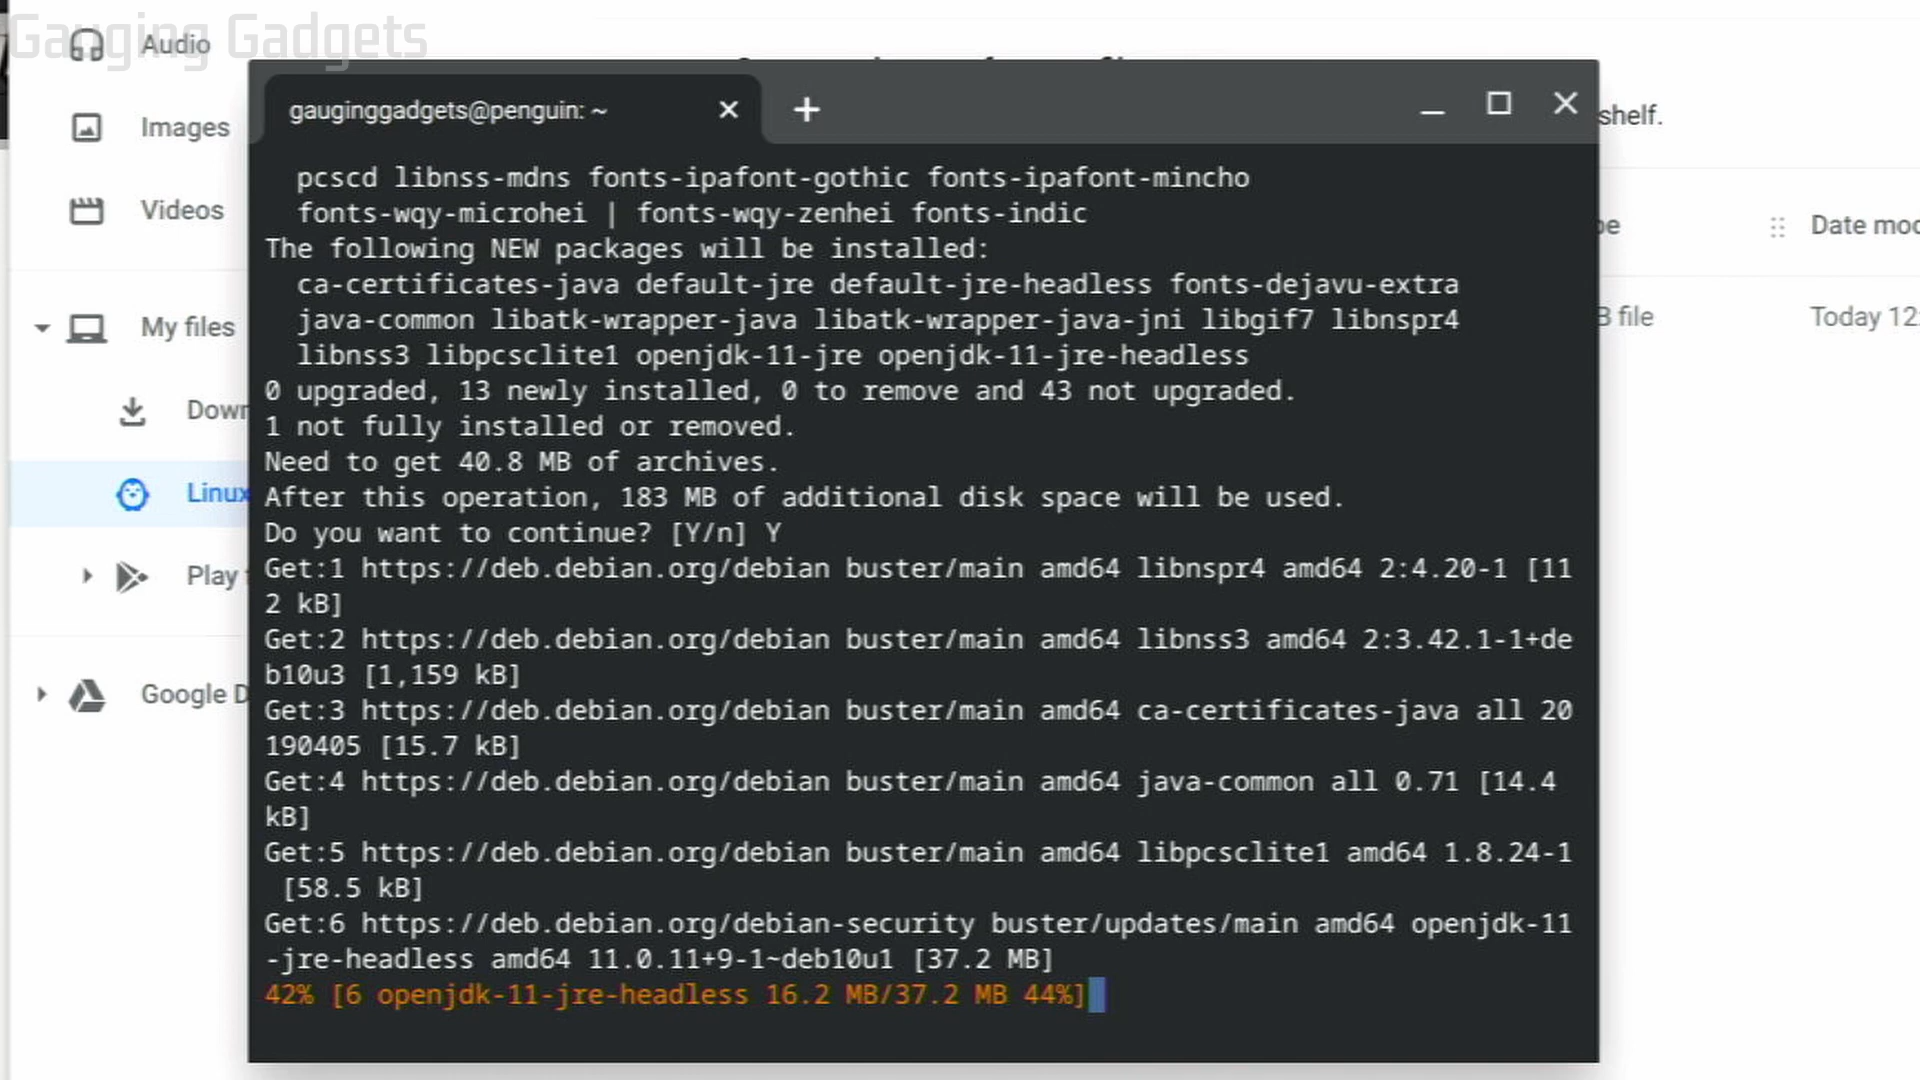 Gauging Gadgets
Audio
Images
Videos
My files
Down
Linux
Play
Google D
shelf.
pe
Date mod
B file
Today 12:
gauginggadgets@penguin: ~
pcscd libnss-mdns fonts-ipafont-gothic fonts-ipafont-mincho
fonts-wqy-microhei | fonts-wqy-zenhei fonts-indic
The following NEW packages will be installed:
ca-certificates-java default-jre default-jre-headless fonts-dejavu-extra
java-common libatk-wrapper-java libatk-wrapper-java-jni libgif7 libnspr4
libnss3 libpcsclite1 openjdk-11-jre openjdk-11-jre-headless
0 upgraded, 13 newly installed, 0 to remove and 43 not upgraded.
1 not fully installed or removed.
Need to get 40.8 MB of archives.
After this operation, 183 MB of additional disk space will be used.
Do you want to continue? [Y/n] Y
Get:1 https://deb.debian.org/debian buster/main amd64 libnspr4 amd64 2:4.20-1 [11
2 kB]
Get:2 https://deb.debian.org/debian buster/main amd64 libnss3 amd64 2:3.42.1-1+de
b10u3 [1,159 kB]
Get:3 https://deb.debian.org/debian buster/main amd64 ca-certificates-java all 20
190405 [15.7 kB]
Get:4 https://deb.debian.org/debian buster/main amd64 java-common all 0.71 [14.4
kB]
Get:5 https://deb.debian.org/debian buster/main amd64 libpcsclite1 amd64 1.8.24-1
[58.5 kB]
Get:6 https://deb.debian.org/debian-security buster/updates/main amd64 openjdk-11
-jre-headless amd64 11.0.11+9-1~deb10u1 [37.2 MB]
42% [6 openjdk-11-jre-headless 16.2 MB/37.2 MB 44%]